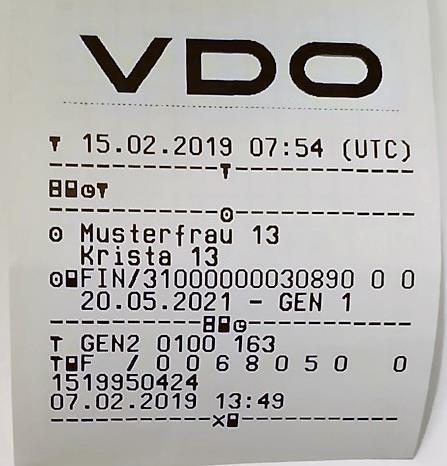 VDO
15.02.2019 07:54 (UTC)
Musterfrau 13
Krista 13
FIN/31000000030890 0 0
20.05.2021 - GEN 1
GEN2 0100 163
F / 0 0 6 8 0 5 0 0
1519950424
07.02.2019 13:49